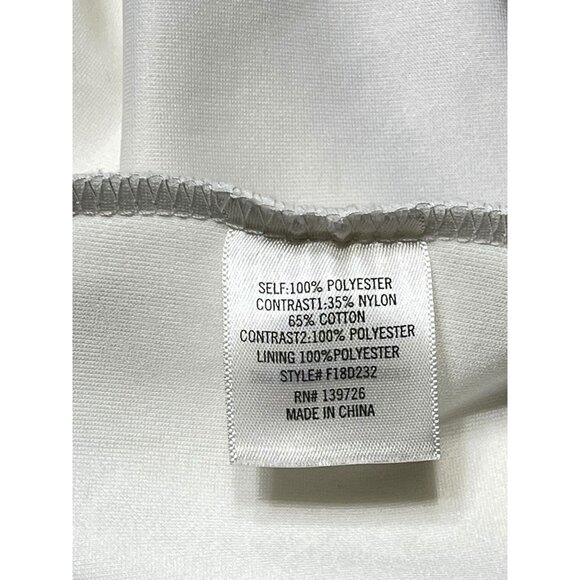 SELF:100% POLYESTER
CONTRAST1:35% NYLON
65% COTTON
CONTRAST2:100% POLYESTER
LINING 100%POLYESTER
STYLE# F18D232
RN# 139726
MADE IN CHINA